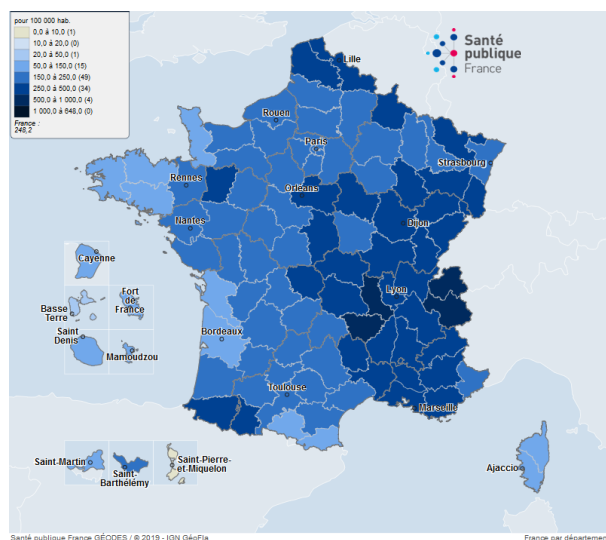 pour 100 000 hab.
0,0 à 10,0 (1)
10,0 à 20,0 (0)
20,0 à 50,0 (1)
50,0 à 150,0 (15)
150,0 à 250,0 (49)
250,0 à 500,0 (34)
500,0 à 1 000,0 (4)
1 000,0 à 648,0 (0)
France :
248,2
Santé
publique
France
Lille
Rouen
Paris
Strasbourg
Rennes
Orléans
Nantes
Dijon
Cayenne
Fort
de
France
Basse
Terre
Lyon
Saint
Denis
Mamoudzou
Bordeaux
Toulouse
Marseille
Saint-Martin
Saint-
Barthélémy
Saint-Pierre-
et-Miquelon
Ajaccio
Santé publique France GÉODES / © 2019 - IGN GéoFla
France par département